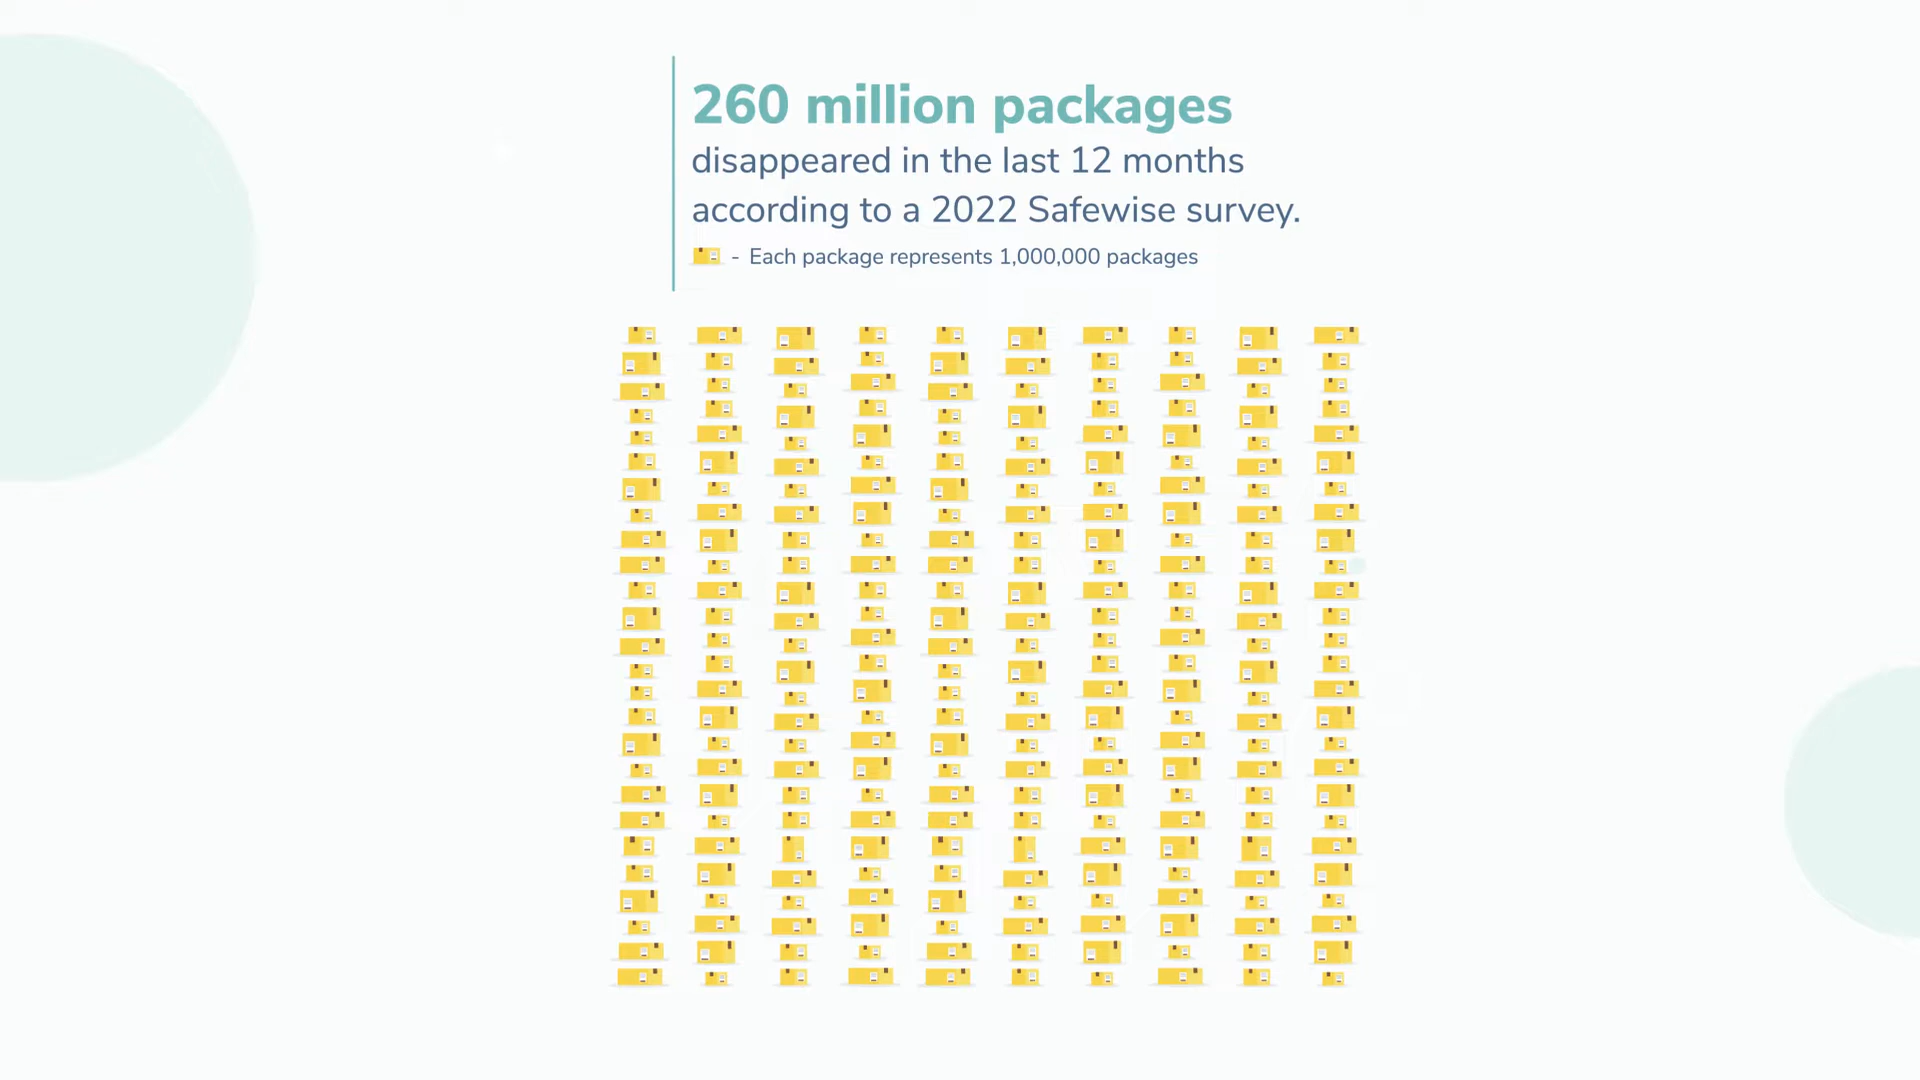 260 million packages
disappeared in the last 12 months
according to a 2022 Safewise survey.
- Each package represents 1,000,000 packages